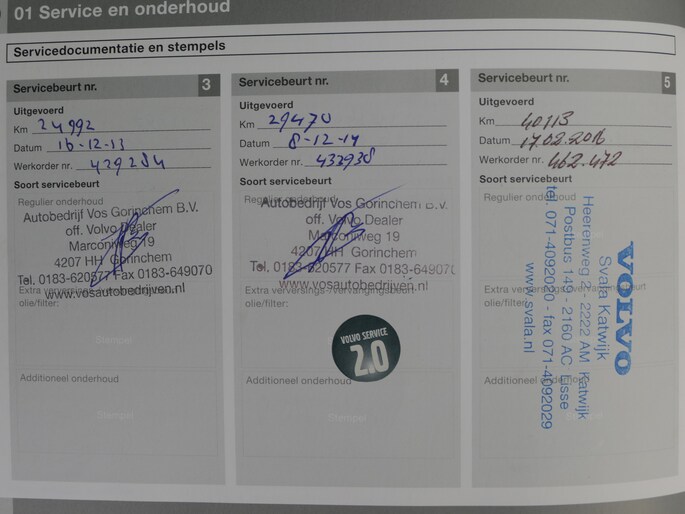 01 Service en onderhoud
Servicedocumentatie en stempels
Servicebeurt nr. 3
Uitgevoerd
Km 24992
Datum 16-12-13
Werkorder nr. 429284
Soort servicebeurt
Regulier onderhoud
Autobedrijf Vos Gorinchem B.V.
off. Volvo Dealer
Marconiweg 19
4207 HH Gorinchem
Tel. 0183-620577 Fax 0183-649070
www.vosautobedrijven.nl
Extra verversings-/vervangingsbeurt
olie/filter:
Stempel
Additioneel onderhoud
Stempel
Servicebeurt nr. 4
Uitgevoerd
Km 29470
Datum 8-12-14
Werkorder nr. 432938
Soort servicebeurt
Regulier onderhoud
Autobedrijf Vos Gorinchem B.V.
off. Volvo Dealer
Marconiweg 19
4207 HH Gorinchem
Tel. 0183-620577 Fax 0183-649070
www.vosautobedrijven.nl
Extra verversings-/vervangingsbeurt
olie/filter:
VOLVO SERVICE
2.0
Additioneel onderhoud
Stempel
Servicebeurt nr. 5
Uitgevoerd
Km 40113
Datum 17.02.2016
Werkorder nr. 462.472
Soort servicebeurt
Regulier onderhoud
Extra verversings-/vervangingsbeurt
olie/filter:
Additioneel onderhoud
VOLVO
Svala Katwijk
Heerenweg 2 - 2222 AM Katwijk
Postbus 149 - 2160 AC Lisse
tel. 071-4092020 - fax 071-4092029
www.svala.nl